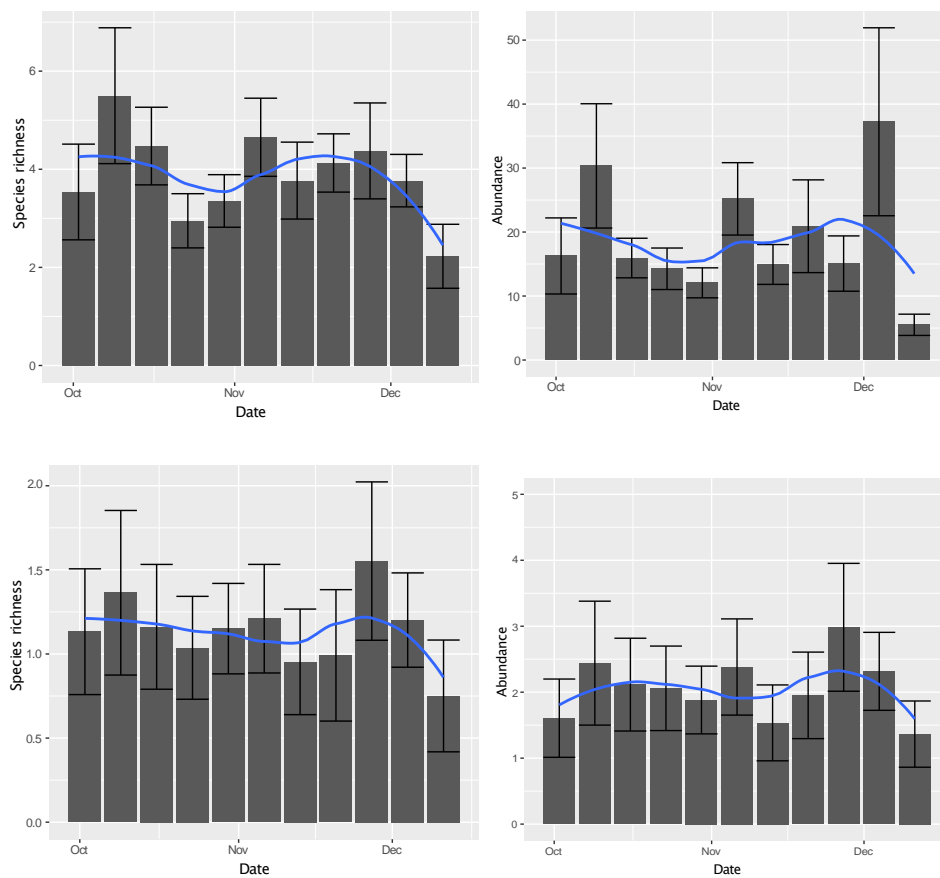 Species richness
6
4
2
0
Oct
Nov
Dec
Date
Abundance
50
40
30
20
10
0
Oct
Nov
Dec
Date
Species richness
2.0
1.5
1.0
0.5
0.0
Oct
Nov
Dec
Date
Abundance
5
4
3
2
1
0
Oct
Nov
Dec
Date